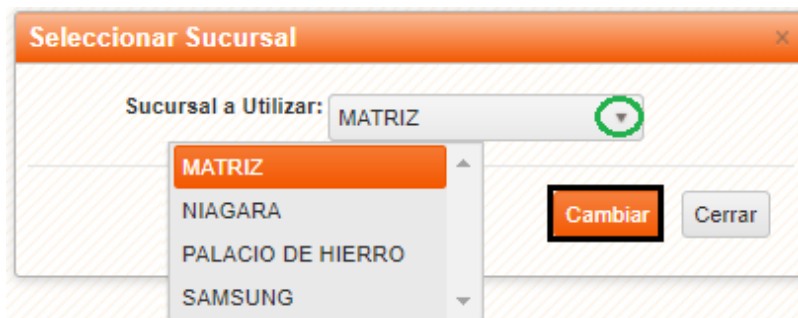 Seleccionar Sucursal
Sucursal a Utilizar: MATRIZ
MATRIZ
NIAGARA
PALACIO DE HIERRO
SAMSUNG
Cambiar Cerrar